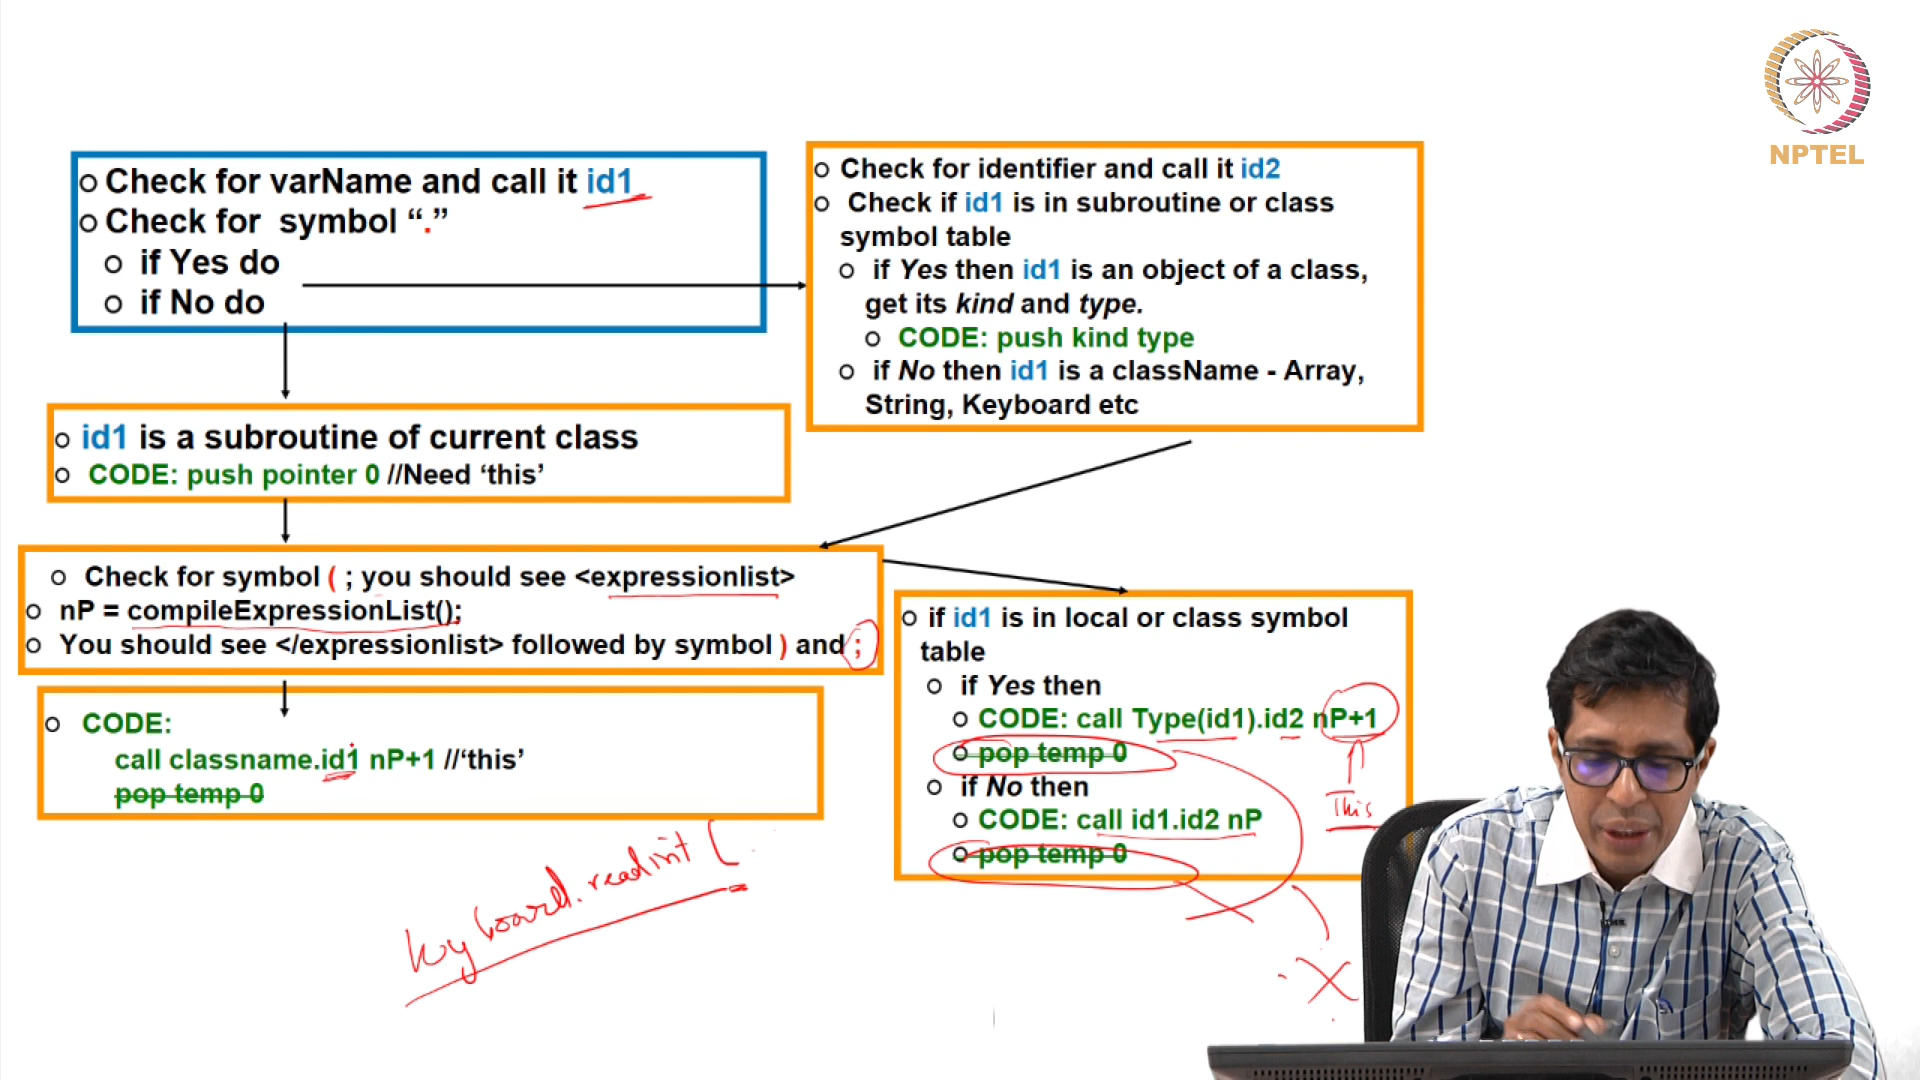 NPTEL
o Check for varName and call it id1
o Check for symbol “.”
o if Yes do
o if No do
o Check for identifier and call it id2
o Check if id1 is in subroutine or class
symbol table
o if Yes then id1 is an object of a class,
get its kind and type.
o CODE: push kind type
o if No then id1 is a className - Array,
String, Keyboard etc
o id1 is a subroutine of current class
o CODE: push pointer 0 //Need ‘this’
o Check for symbol ( ; you should see <expressionlist>
o nP = compileExpressionList();
o You should see </expressionlist> followed by symbol ) and ;
o CODE:
call classname.id1 nP+1 //‘this’
pop temp 0
o if id1 is in local or class symbol
table
o if Yes then
o CODE: call Type(id1).id2 nP+1
o pop temp 0
o if No then
o CODE: call id1.id2 nP
o pop temp 0
This
Keyboard.readint (